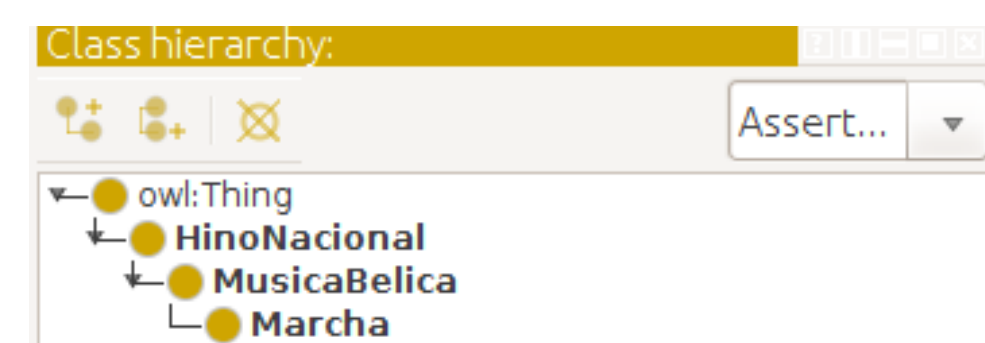 Class hierarchy:
Assert...
owl:Thing
HinoNacional
MusicaBelica
Marcha